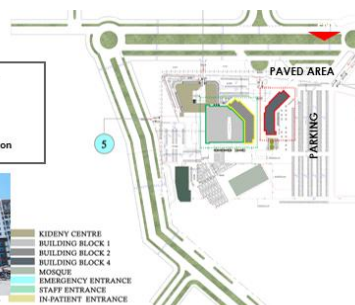 PAVED AREA
PARKING
on
5
KIDENY CENTRE
BUILDING BLOCK 1
BUILDING BLOCK 2
BUILDING BLOCK 4
MOSQUE
EMERGENCY ENTRANCE
STAFF ENTRANCE
IN-PATIENT ENTRANCE